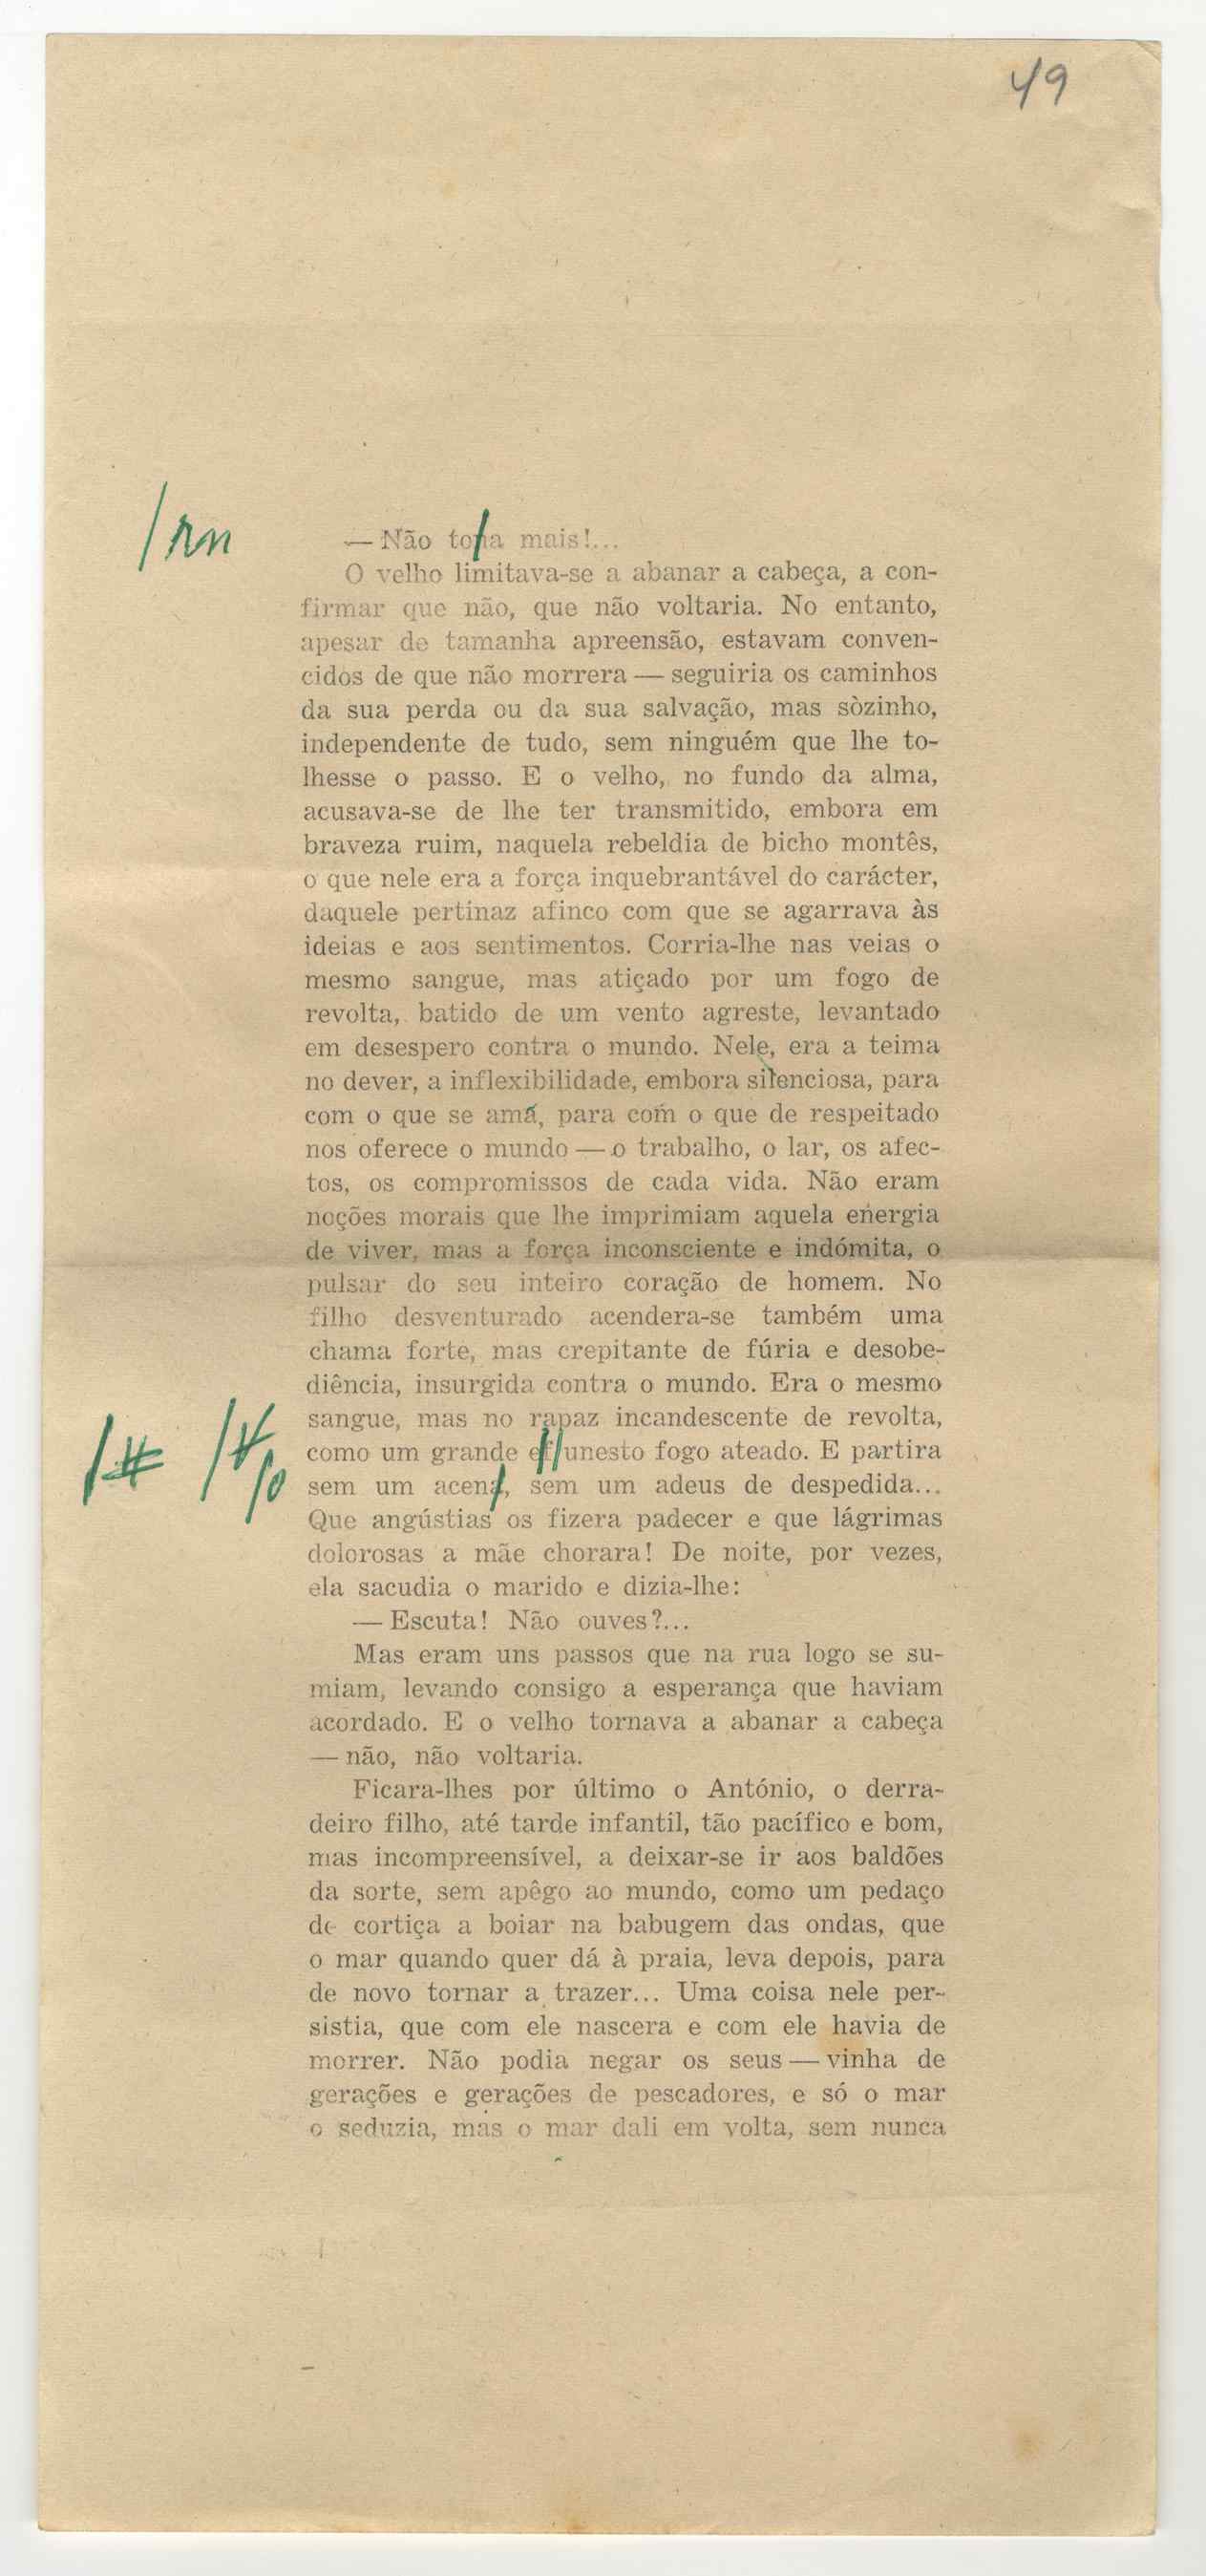 49
/rn
— Não tona mais!...
O velho limitava-se a abanar a cabeça, a con-
firmar que não, que não voltaria. No entanto,
apesar de tamanha apreensão, estavam conven-
cidos de que não morrera — seguiria os caminhos
da sua perda ou da sua salvação, mas sòzinho,
independente de tudo, sem ninguém que lhe to-
lhesse o passo. E o velho, no fundo da alma,
acusava-se de lhe ter transmitido, embora em
braveza ruim, naquela rebeldia de bicho montês,
o que nele era a força inquebrantável do carácter,
daquele pertinaz afinco com que se agarrava às
ideias e aos sentimentos. Corria-lhe nas veias o
mesmo sangue, mas atiçado por um fogo de
revolta, batido de um vento agreste, levantado
em desespero contra o mundo. Nele, era a teima
no dever, a inflexibilidade, embora silenciosa, para
com o que se ama, para com o que de respeitado
nos oferece o mundo — o trabalho, o lar, os afec-
tos, os compromissos de cada vida. Não eram
noções morais que lhe imprimiam aquela energia
de viver, mas a força inconsciente e indómita, o
pulsar do seu inteiro coração de homem. No
filho desventurado acendera-se também uma
chama forte, mas crepitante de fúria e desobe-
diência, insurgida contra o mundo. Era o mesmo
sangue, mas no rapaz incandescente de revolta,
/# /f
como um grande ef unesto fogo ateado. E partira
/o
sem um acen , sem um adeus de despedida...
Que angústias os fizera padecer e que lágrimas
dolorosas a mãe chorara! De noite, por vezes,
ela sacudia o marido e dizia-lhe:
— Escuta! Não ouves?...
Mas eram uns passos que na rua logo se su-
miam, levando consigo a esperança que haviam
acordado. E o velho tornava a abanar a cabeça
— não, não voltaria.
Ficara-lhes por último o António, o derra-
deiro filho, até tarde infantil, tão pacífico e bom,
mas incompreensível, a deixar-se ir aos baldões
da sorte, sem apêgo ao mundo, como um pedaço
de cortiça a boiar na babugem das ondas, que
o mar quando quer dá à praia, leva depois, para
de novo tornar a trazer... Uma coisa nele per-
sistia, que com ele nascera e com ele havia de
morrer. Não podia negar os seus — vinha de
gerações e gerações de pescadores, e só o mar
o seduzia, mas o mar dali em volta, sem nunca